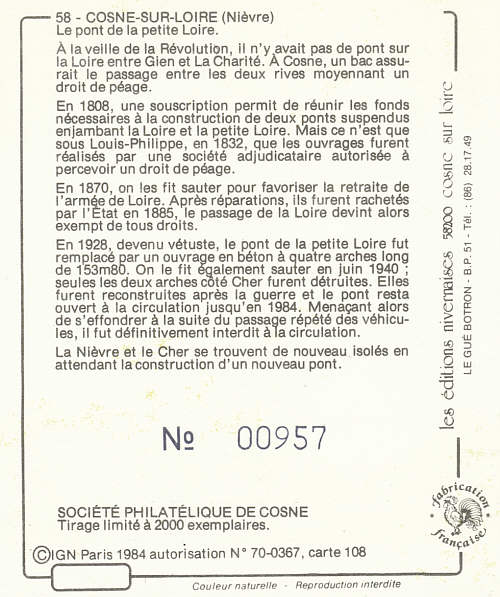 58 - COSNE-SUR-LOIRE (Nièvre)
Le pont de la petite Loire.
À la veille de la Révolution, il n'y avait pas de pont sur
la Loire entre Gien et La Charité. À Cosne, un bac assu-
rait le passage entre les deux rives moyennant un
droit de péage.
En 1808, une souscription permit de réunir les fonds
nécessaires à la construction de deux ponts suspendus
enjambant la Loire et la petite Loire. Mais ce n'est que
sous Louis-Philippe, en 1832, que les ouvrages furent
réalisés par une société adjudicataire autorisée à
percevoir un droit de péage.
En 1870, on les fit sauter pour favoriser la retraite de
l'armée de Loire. Après réparations, ils furent rachetés
par l'État en 1885, le passage de la Loire devint alors
exempt de tous droits.
En 1928, devenu vétuste, le pont de la petite Loire fut
remplacé par un ouvrage en béton à quatre arches long
de 153m80. On le fit également sauter en juin 1940 ;
seules les deux arches côté Cher furent détruites. Elles
furent reconstruites après la guerre et le pont resta
ouvert à la circulation jusqu'en 1984. Menaçant alors
de s'effondrer à la suite du passage répété des véhicu-
les, il fut définitivement interdit à la circulation.
La Nièvre et le Cher se trouvent de nouveau isolés en
attendant la construction d'un nouveau pont.
№ 00957
SOCIÉTÉ PHILATÉLIQUE DE COSNE
Tirage limité à 2000 exemplaires.
©IGN Paris 1984 autorisation N° 70-0367, carte 108
Couleur naturelle - Reproduction interdite
les éditions nivernaises 58200 cosne sur loire
LE GUÉ BOTRON - B.P. 51 - Tél. : (86) 28.17.49
fabrication
française